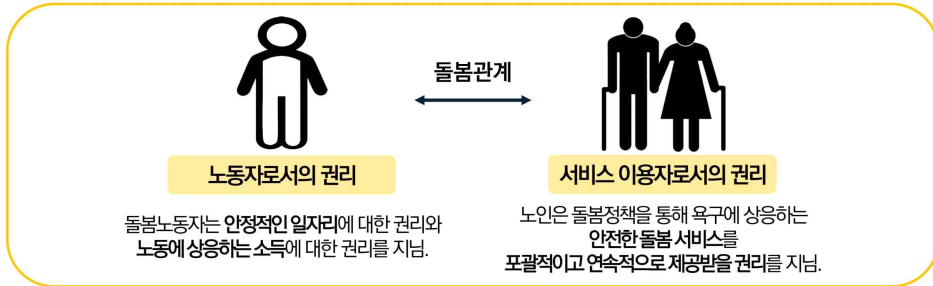 돌봄관계
노동자로서의 권리
돌봄노동자는 안정적인 일자리에 대한 권리와
노동에 상응하는 소득에 대한 권리를 지님.
서비스 이용자로서의 권리
노인은 돌봄정책을 통해 욕구에 상응하는
안전한 돌봄 서비스를
포괄적이고 연속적으로 제공받을 권리를 지님.